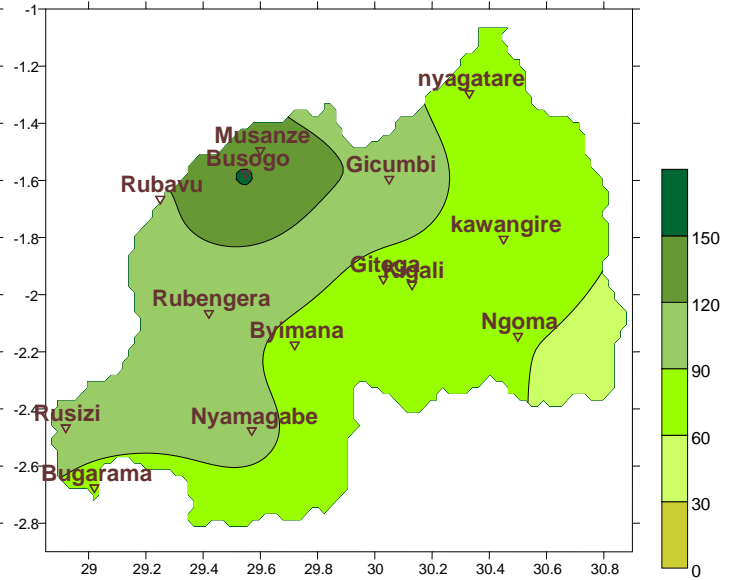 -1
-1.2
nyagatare
-1.4
Musanze
Busogo
Gicumbi
-1.6
Rubavu
kawangire
-1.8
150
Gitega
Kigali
-2
Rubengera
120
Byimana
Ngoma
-2.2
90
-2.4
Rusizi
Nyamagabe
60
-2.6
Bugarama
30
-2.8
0
29
29.2
29.4
29.6
29.8
30
30.2
30.4
30.6
30.8